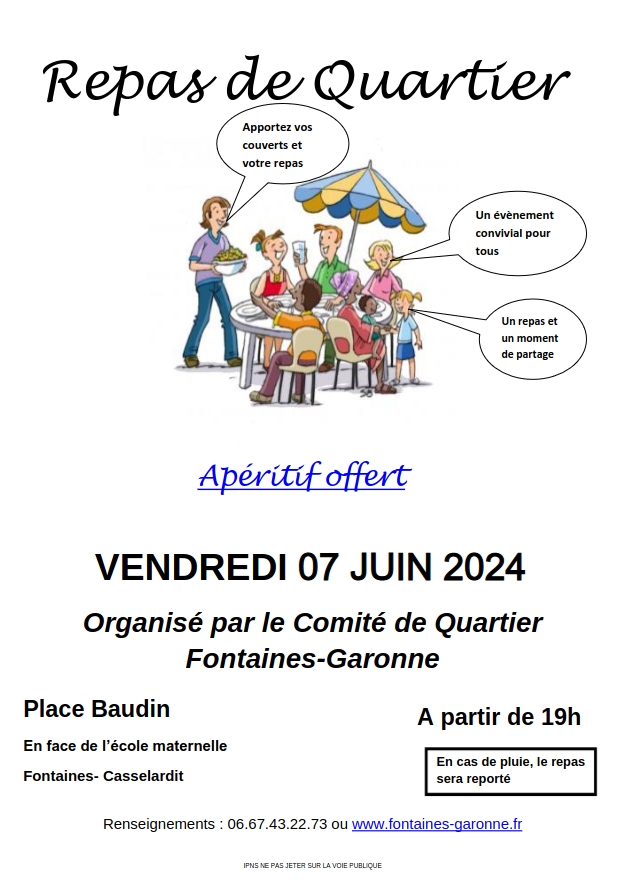 Repas de Quartier
Apportez vos
couverts et
votre repas
Un évènement
convivial pour
tous
Un repas et
un moment
de partage
Apéritif offert
VENDREDI 07 JUIN 2024
Organisé par le Comité de Quartier
Fontaines-Garonne
Place Baudin
A partir de 19h
En face de l’école maternelle
Fontaines- Casselardit
En cas de pluie, le repas
sera reporté
Renseignements : 06.67.43.22.73 ou www.fontaines-garonne.fr
IPNS NE PAS JETER SUR LA VOIE PUBLIQUE